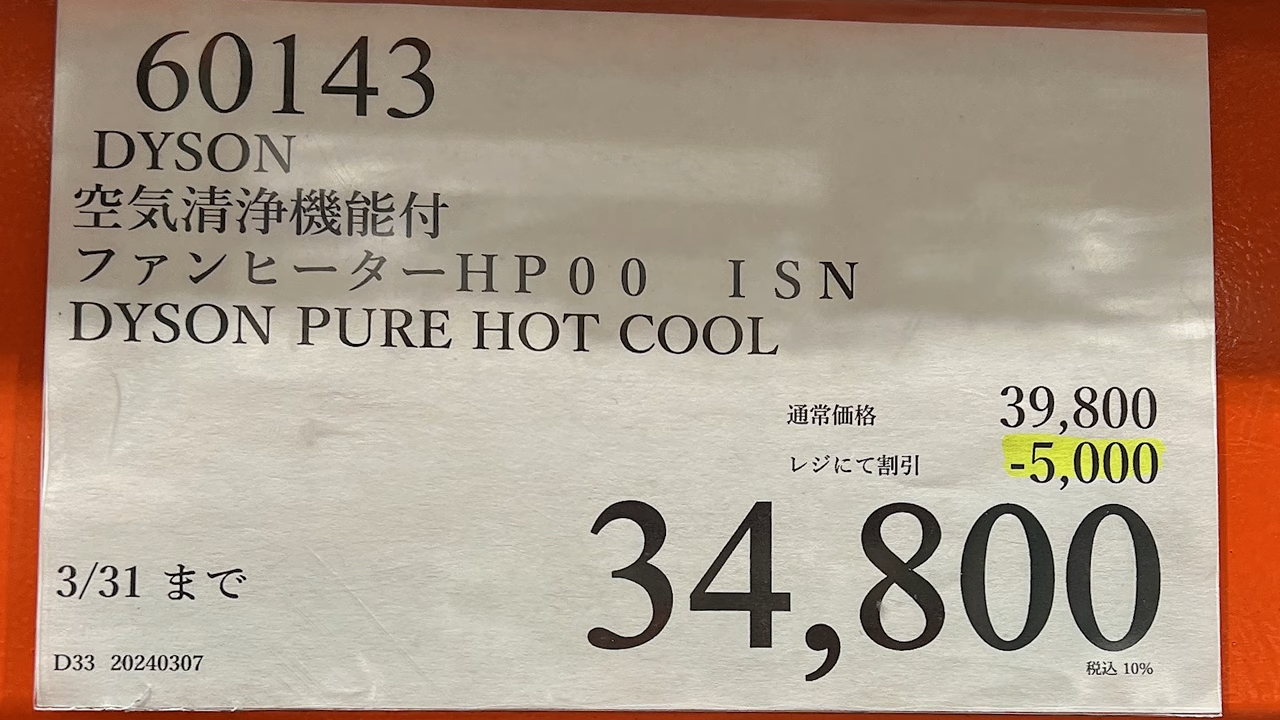 60143
DYSON
空気清浄機能付
ファンヒーターＨＰ００　ＩＳＮ
DYSON PURE HOT COOL
通常価格 39,800
レジにて割引 -5,000
34,800
3/31 まで
D33 20240307
税込 10%